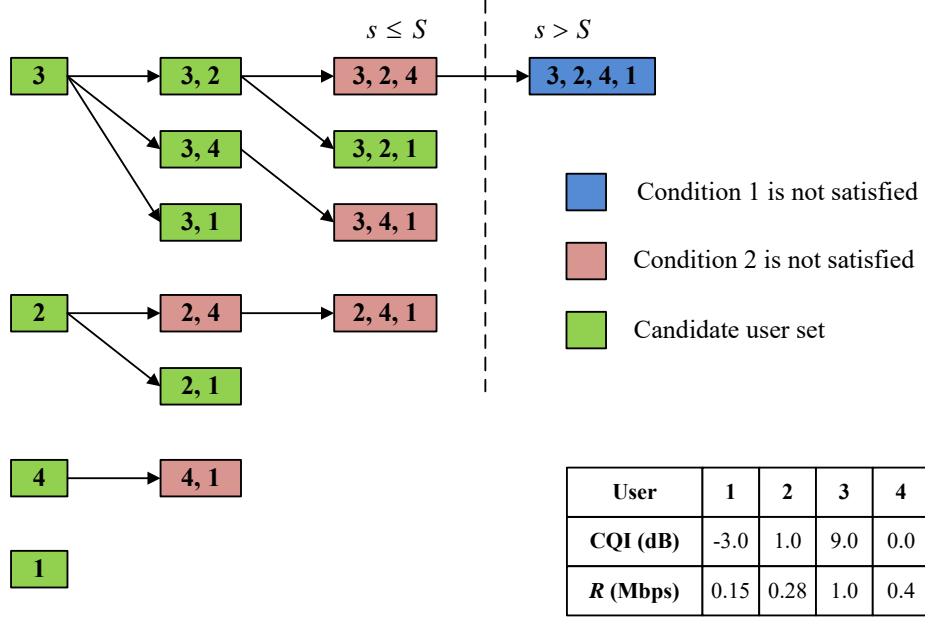 s ≤ S
s > S
3
3, 2
3, 2, 4
3, 2, 4, 1
3, 4
3, 2, 1
3, 1
3, 4, 1
Condition 1 is not satisfied
Condition 2 is not satisfied
Candidate user set
2
2, 4
2, 4, 1
2, 1
4
4, 1
1
User 1 2 3 4
CQI (dB) -3.0 1.0 9.0 0.0
R (Mbps) 0.15 0.28 1.0 0.4